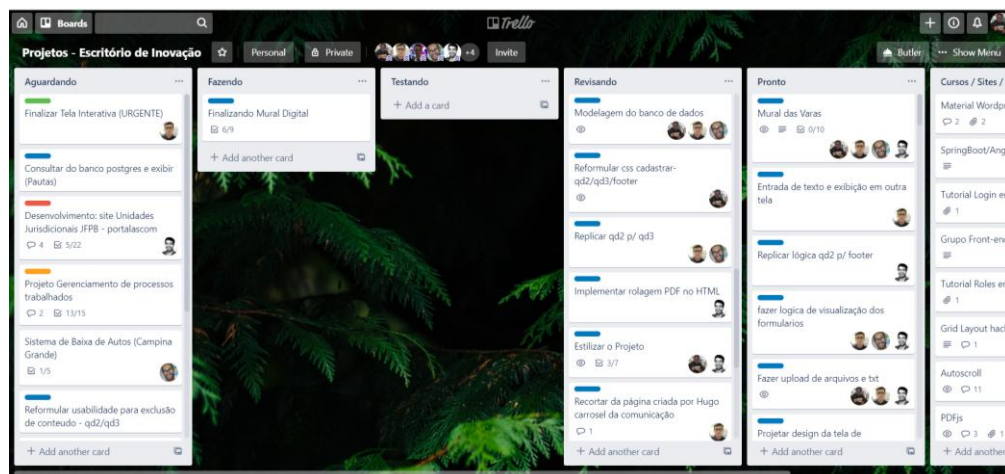 Boards
Trello
Projetos - Escritório de Inovação
Personal
Private
+4
Invite
Butler
Show Menu
Aguardando
Finalizar Tela Interativa (URGENTE)
Consultar do banco postgres e exibir
(Pautas)
Desenvolvimento: site Unidades
Jurisdicionais JFPB - portalascom
4 5/22
Projeto Gerenciamento de processos
trabalhados
2 13/15
Sistema de Baixa de Autos (Campina
Grande)
1/5
Reformular usabilidade para exclusão
de conteudo - qd2/qd3
+ Add another card
Fazendo
Finalizando Mural Digital
6/9
+ Add another card
Testando
+ Add a card
Revisando
Modelagem do banco de dados
Reformular css cadastrar-
qd2/qd3/footer
Replicar qd2 p/ qd3
Implementar rolagem PDF no HTML
Estilizar o Projeto
3/7
Recortar da página criada por Hugo
carrosel da comunicação
1
+ Add another card
Pronto
Mural das Varas
0/10
Entrada de texto e exibição em outra
tela
Replicar lógica qd2 p/ footer
fazer logica de visualização dos
formularios
Fazer upload de arquivos e txt
Projetar design da tela de
+ Add another card
Cursos / Sites /
Material Wordp
2 2
SpringBoot/Ang
Tutorial Login e
1
Grupo Front-en
Tutorial Roles e
1
Grid Layout hac
1
Autoscroll
11
PDFjs
3 1
+ Add anothe